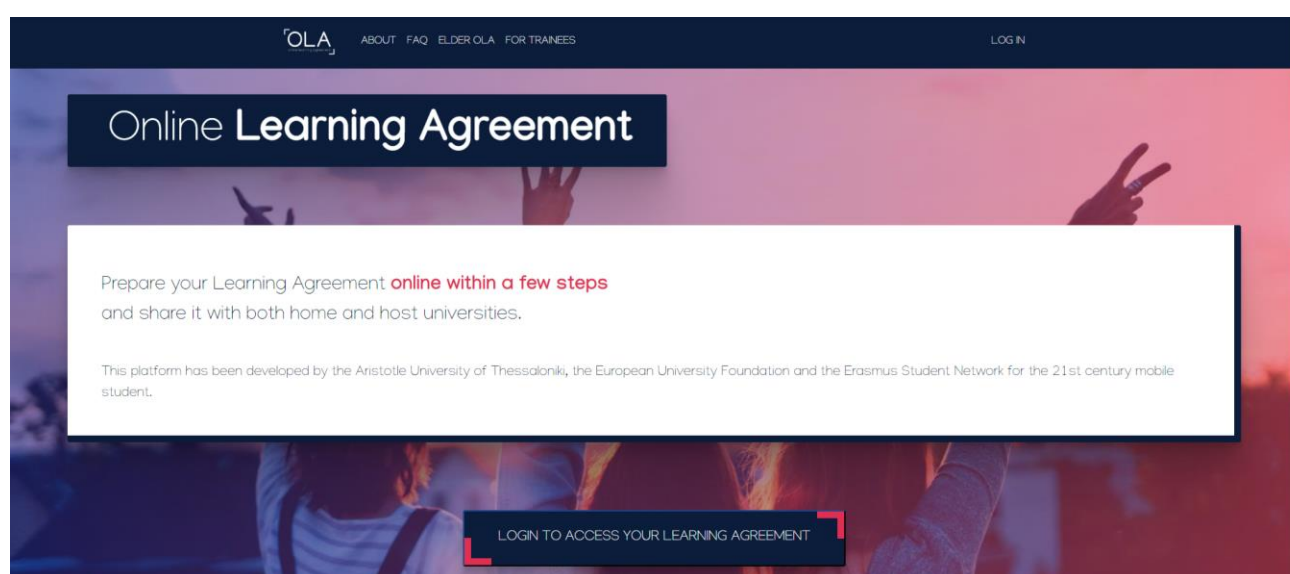 OLA
ABOUT FAQ ELDER OLA FOR TRAINEES
LOG IN
Online Learning Agreement
Prepare your Learning Agreement online within a few steps
and share it with both home and host universities.
This platform has been developed by the Aristotle University of Thessaloniki, the European University Foundation and the Erasmus Student Network for the 21st century mobile
student.
LOGIN TO ACCESS YOUR LEARNING AGREEMENT